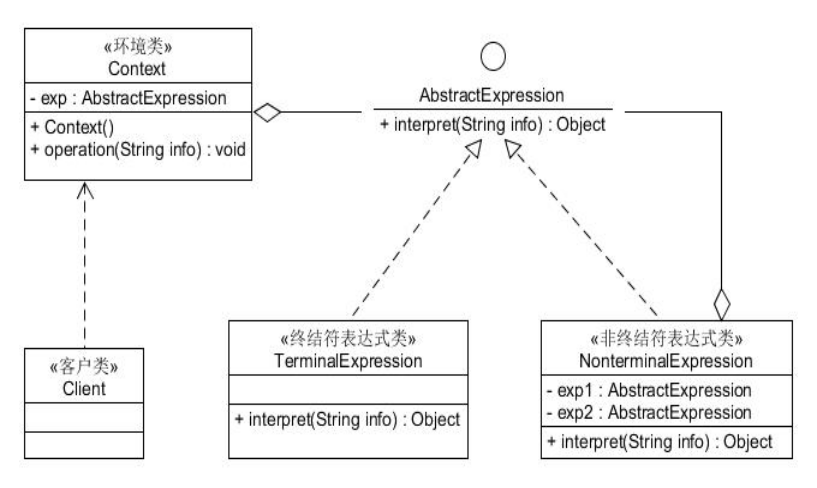 «环境类»
Context
- exp : AbstractExpression
+ Context()
+ operation(String info) : void
AbstractExpression
+ interpret(String info) : Object
«客户类»
Client
«终结符表达式类»
TerminalExpression
+ interpret(String info) : Object
«非终结符表达式类»
NonterminalExpression
- exp1 : AbstractExpression
- exp2 : AbstractExpression
+ interpret(String info) : Object